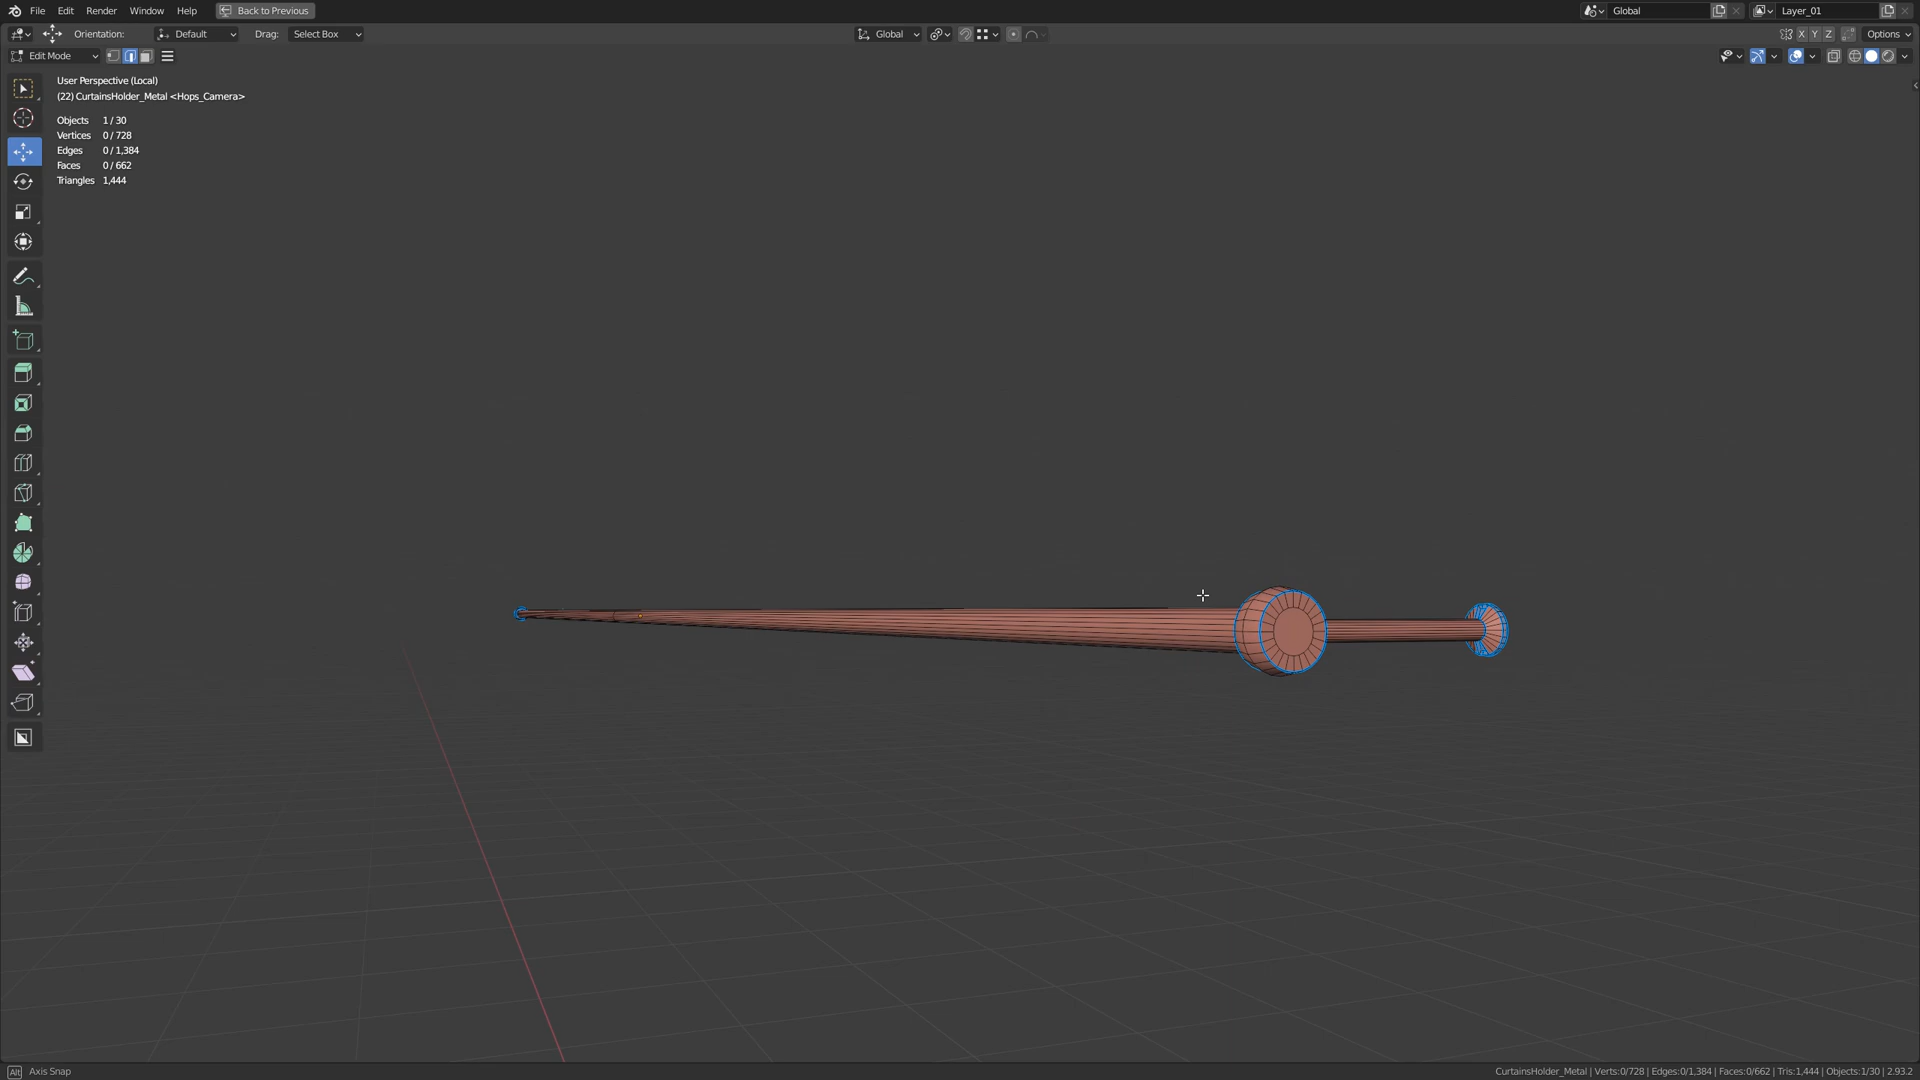 File Edit Render Window Help Back to Previous Global Layer_01
Orientation: Default Drag: Select Box Global X Y Z Options
Edit Mode
User Perspective (Local)
(22) CurtainsHolder_Metal <Hops_Camera>
Objects 1 / 30
Vertices 0 / 728
Edges 0 / 1,384
Faces 0 / 662
Triangles 1,444
Alt Axis Snap CurtainsHolder_Metal | Verts:0/728 | Edges:0/1,384 | Faces:0/662 | Tris:1,444 | Objects:1/30 | 2.93.2